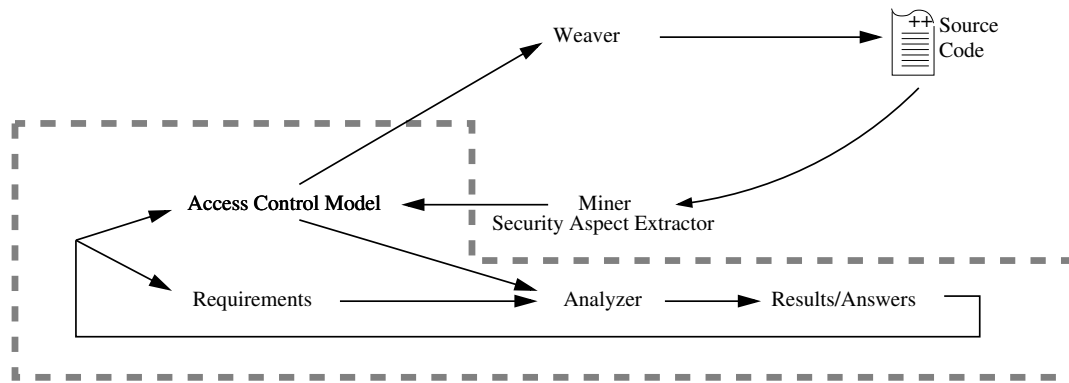 Weaver
++
Source
Code
Access Control Model
Miner
Security Aspect Extractor
Requirements
Analyzer
Results/Answers